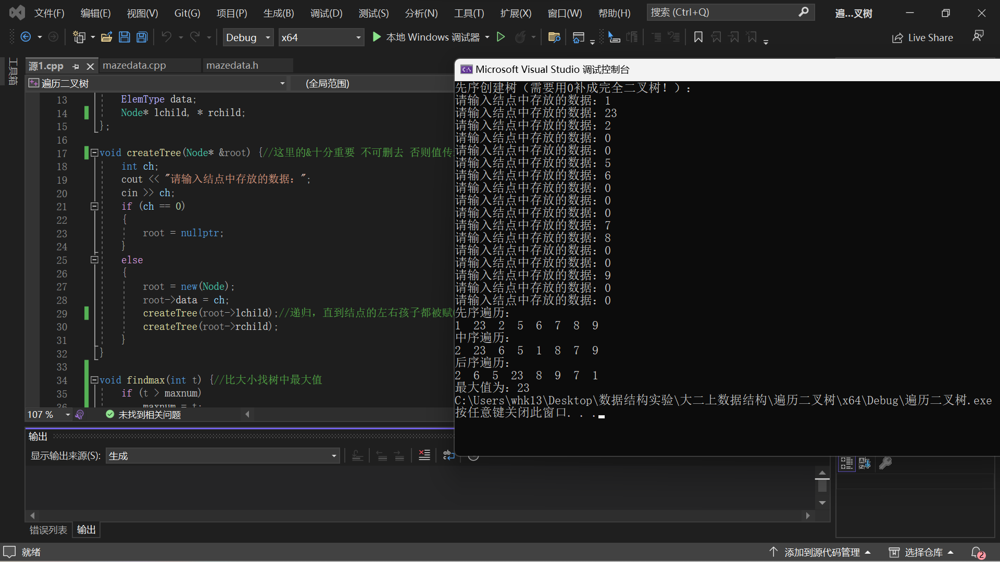 文件(F) 编辑(E) 视图(V) Git(G) 项目(P) 生成(B) 调试(D) 测试(S) 分析(N) 工具(T) 扩展(X) 窗口(W) 帮助(H) 搜索 (Ctrl+Q) 遍...叉树
Debug x64 本地 Windows 调试器 Live Share
工具箱
源1.cpp mazedata.cpp mazedata.h
遍历二叉树 (全局范围)
13 ElemType data;
14 Node* lchild, * rchild;
15 };
16
17 void createTree(Node* &root) {//这里的&十分重要 不可删去 否则值传
18 int ch;
19 cout << "请输入结点中存放的数据：";
20 cin >> ch;
21 if (ch == 0)
22 {
23 root = nullptr;
24 }
25 else
26 {
27 root = new(Node);
28 root->data = ch;
29 createTree(root->lchild);//递归，直到结点的左右孩子都被赋
30 createTree(root->rchild);
31 }
32 }
33
34 void findmax(int t) {//比大小找树中最大值
35 if (t > maxnum)
36 maxnum = t;
107 % 未找到相关问题
Microsoft Visual Studio 调试控制台
先序创建树（需要用0补成完全二叉树！）：
请输入结点中存放的数据：1
请输入结点中存放的数据：23
请输入结点中存放的数据：2
请输入结点中存放的数据：0
请输入结点中存放的数据：0
请输入结点中存放的数据：5
请输入结点中存放的数据：6
请输入结点中存放的数据：0
请输入结点中存放的数据：0
请输入结点中存放的数据：0
请输入结点中存放的数据：7
请输入结点中存放的数据：8
请输入结点中存放的数据：0
请输入结点中存放的数据：0
请输入结点中存放的数据：9
请输入结点中存放的数据：0
请输入结点中存放的数据：0
先序遍历：
1 23 2 5 6 7 8 9
中序遍历：
2 23 6 5 1 8 7 9
后序遍历：
2 6 5 23 8 9 7 1
最大值为：23
C:\Users\whk13\Desktop\数据结构实验\大二上数据结构\遍历二叉树\x64\Debug\遍历二叉树.exe
按任意键关闭此窗口. . .
输出
显示输出来源(S): 生成
错误列表 输出
就绪 添加到源代码管理 选择仓库 2